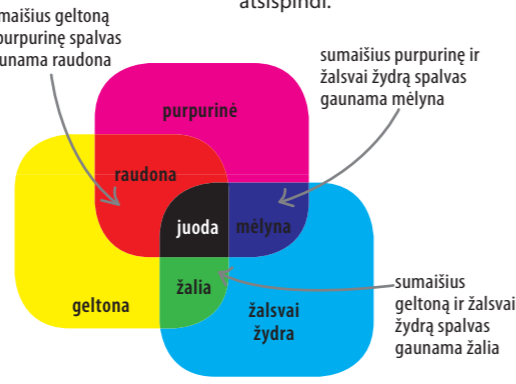 atsispindi.
maišius geltoną
purpurinę spalvas
unama raudona
sumaišius purpurinę ir
žalsvai žydrą spalvas
gaunama mėlyna
purpurinė
raudona
juoda
mėlyna
žalia
geltona
žalsvai
žydra
sumaišius
geltoną ir žalsvai
žydrą spalvas
gaunama žalia